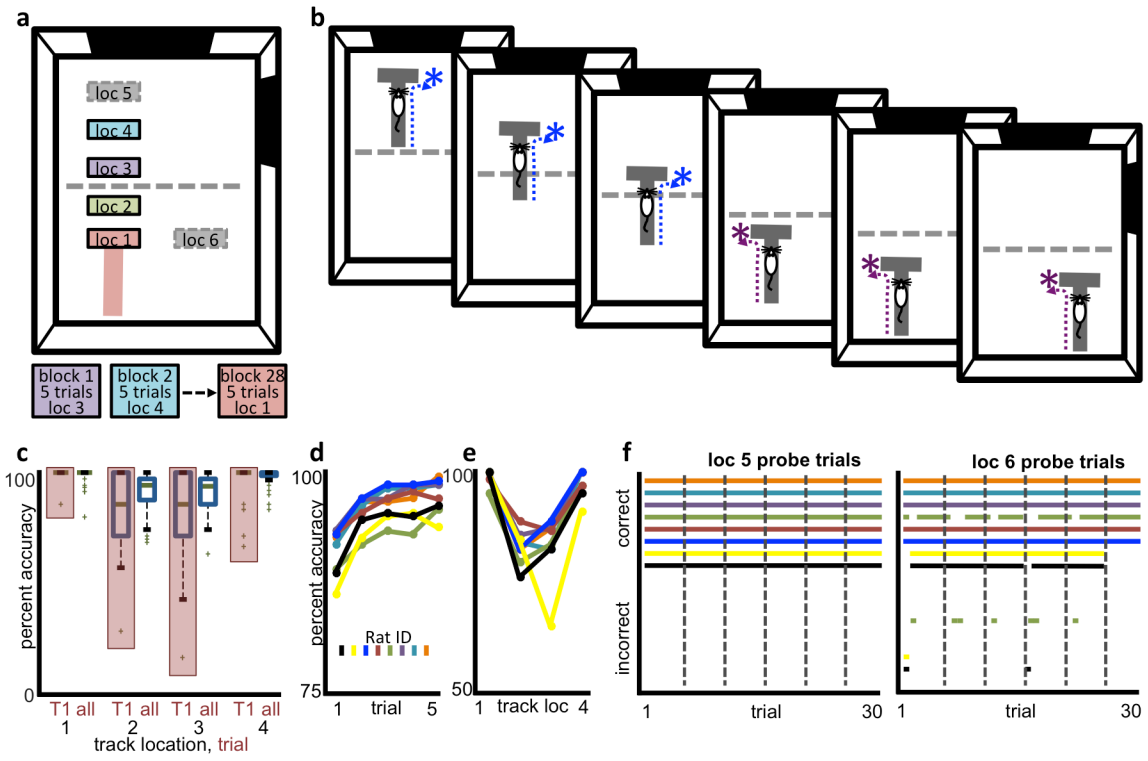 a
loc 5
loc 4
loc 3
loc 2
loc 1
loc 6
block 1
5 trials
loc 3
block 2
5 trials
loc 4
block 28
5 trials
loc 1
b
c
percent accuracy
100
0
T1 all T1 all T1 all T1 all
1 2 3 4
track location, trial
d
percent accuracy
100
75
Rat ID
1 trial 5
e
100
50
1 track loc 4
f
loc 5 probe trials
loc 6 probe trials
correct
incorrect
1 trial 30
1 trial 30